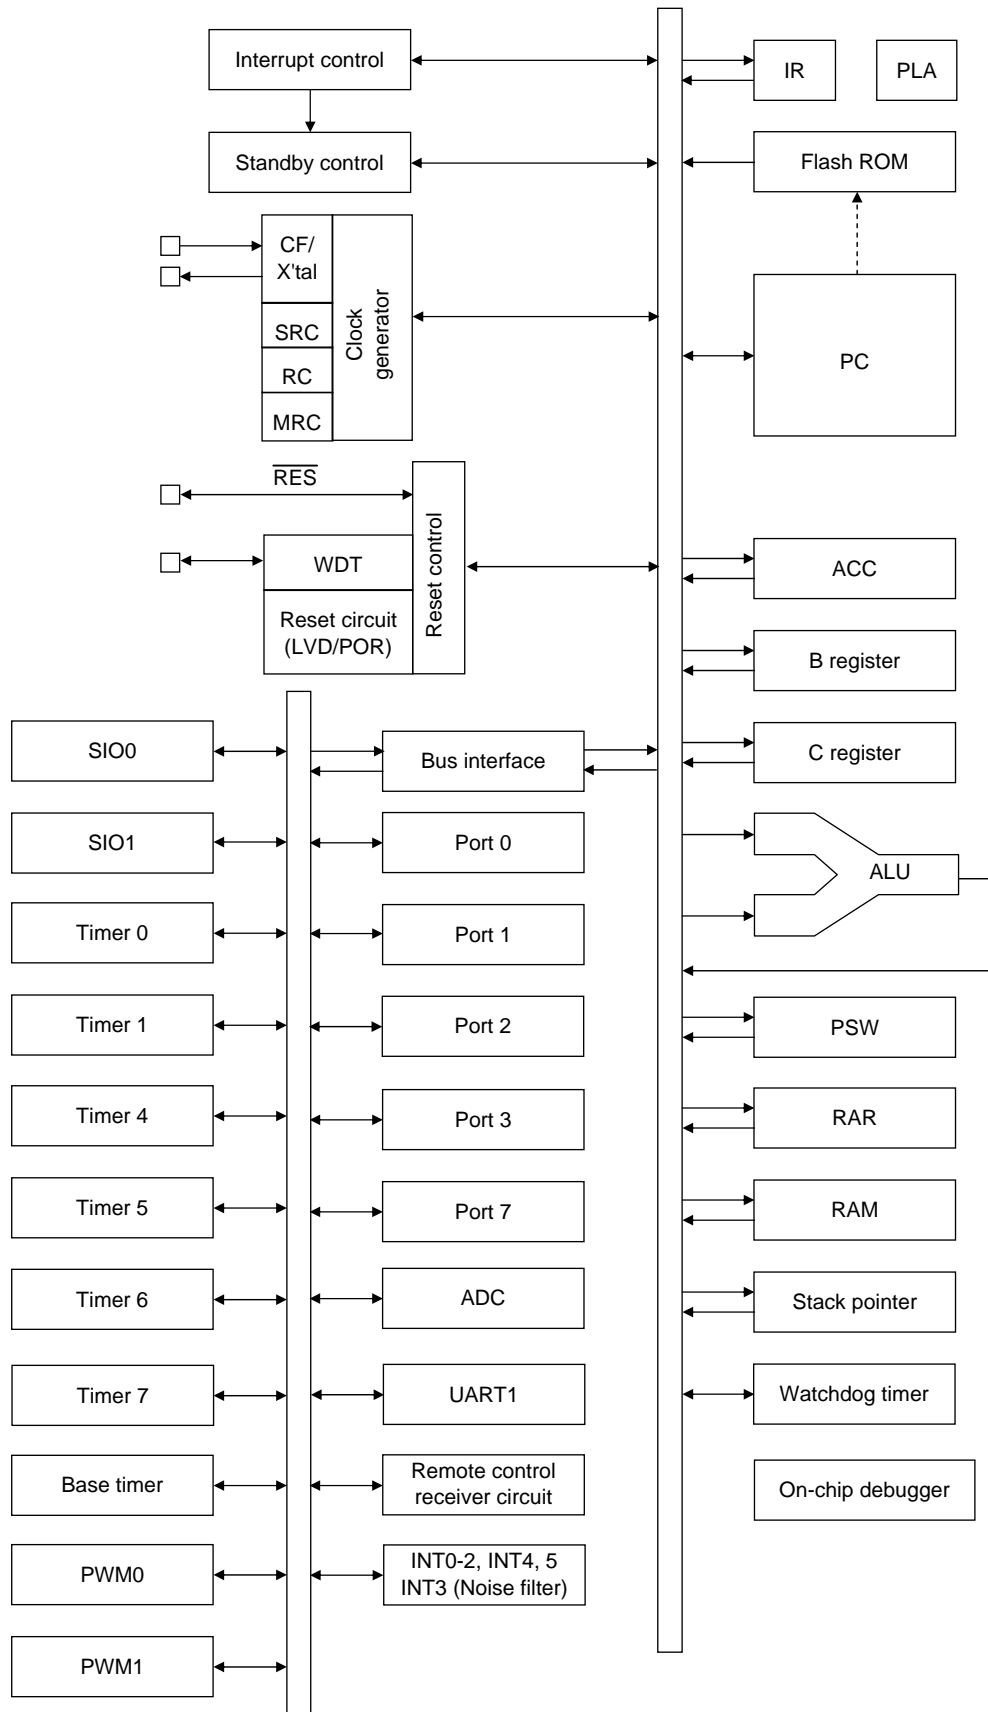 Interrupt control
IR
PLA
Standby control
Flash ROM
CF/
X'tal
SRC
RC
MRC
Clock
generator
PC
RES
WDT
Reset circuit
(LVD/POR)
Reset control
ACC
B register
SIO0
Bus interface
C register
SIO1
Port 0
ALU
Timer 0
Port 1
Timer 1
Port 2
PSW
Timer 4
Port 3
RAR
Timer 5
Port 7
RAM
Timer 6
ADC
Stack pointer
Timer 7
UART1
Watchdog timer
Base timer
Remote control
receiver circuit
On-chip debugger
PWM0
INT0-2, INT4, 5
INT3 (Noise filter)
PWM1